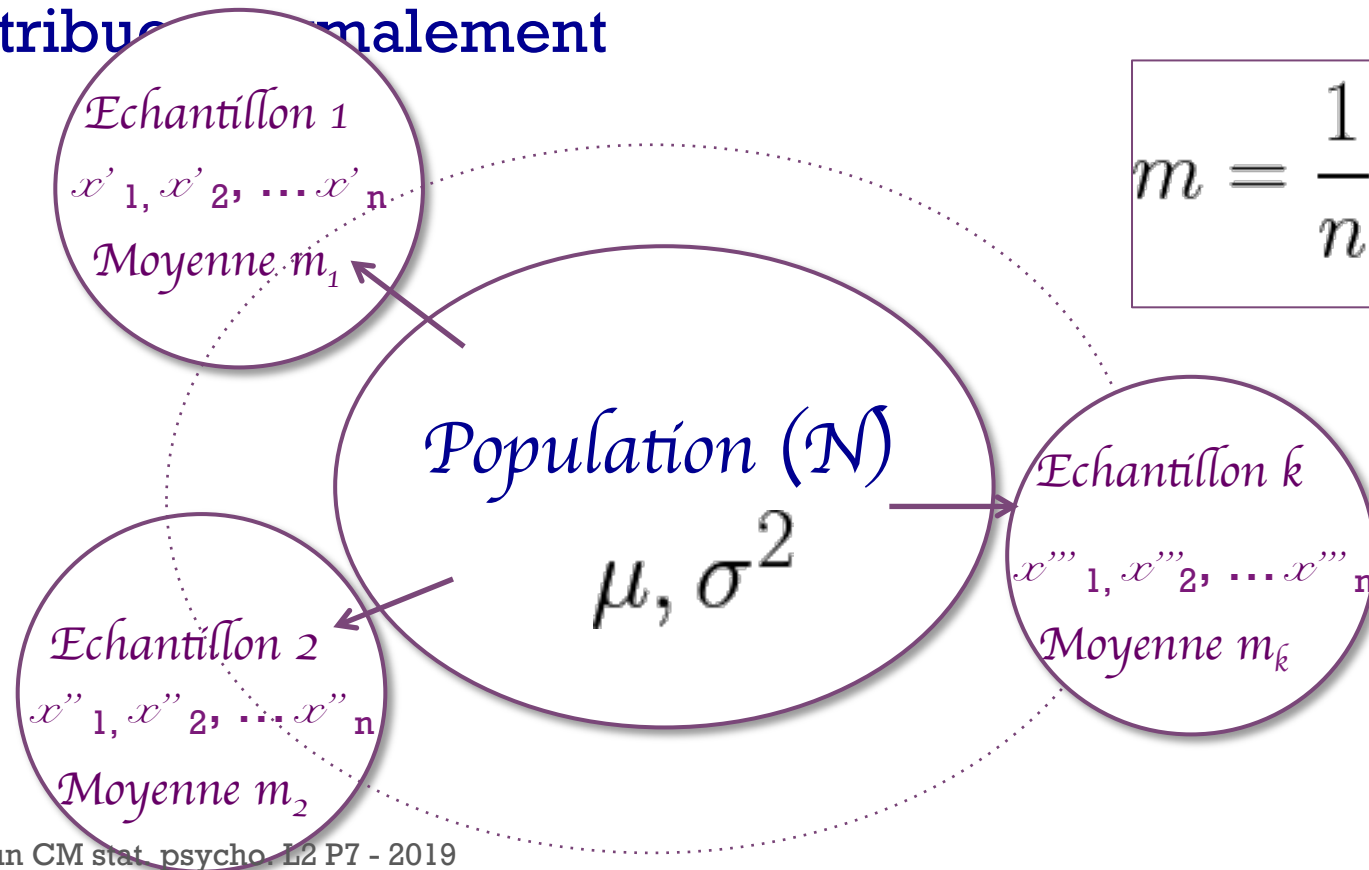 malement
Echantillon 1
x' 1, x' 2, ... x' n
Moyenne m1
m = 1/n
Population (N)
μ, σ²
Echantillon k
x''' 1, x'''2, ... x''' n
Moyenne mk
Echantillon 2
x'' 1, x'' 2, ... x'' n
Moyenne m2
CM stat. psycho. L2 P7 - 2019